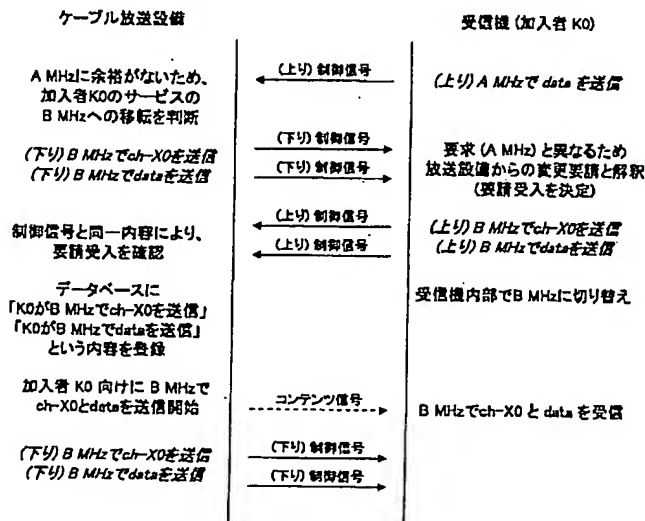 ケーブル放送設備
受信機 (加入者 K0)
(上り) 制御信号
A MHzに余裕がないため、
加入者K0のサービスの
B MHzへの移転を判断
(上り) A MHzで data を送信
(下り) 制御信号
(下り) B MHzでch-X0を送信
(下り) B MHzでdataを送信
(下り) 制御信号
要求 (A MHz) と異なるため
放送設備からの変更要請と解釈
(要請受入を決定)
(上り) 制御信号
(上り) B MHzでch-X0を送信
(上り) B MHzでdataを送信
(上り) 制御信号
制御信号と同一内容により、
要請受入を確認
データベースに
「K0がB MHzでch-X0を送信」
「K0がB MHzでdataを送信」
という内容を登録
受信機内部でB MHzに切り替え
加入者 K0 向けに B MHzで
ch-X0とdataを送信開始
コンテンツ信号
B MHzでch-X0 と data を受信
(下り) B MHzでch-X0を送信
(下り) B MHzでdataを送信
(下り) 制御信号
(下り) 制御信号